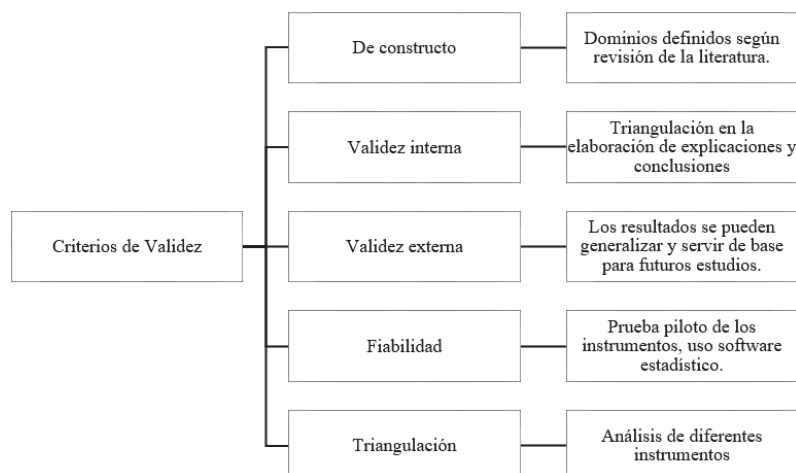 De constructo
Dominios definidos según
revisión de la literatura.
Validez interna
Triangulación en la
elaboración de explicaciones y
conclusiones
Criterios de Validez
Validez externa
Los resultados se pueden
generalizar y servir de base
para futuros estudios.
Fiabilidad
Prueba piloto de los
instrumentos, uso software
estadístico.
Triangulación
Análisis de diferentes
instrumentos